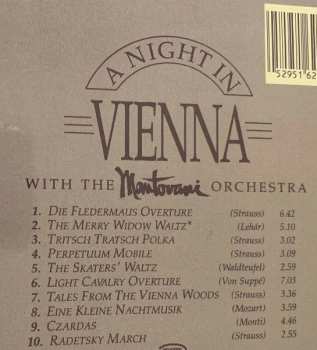 A NIGHT IN
52951 62
VIENNA
WITH THE Mantovani ORCHESTRA
1. DIE FLEDERMAUS OVERTURE (Strauss) 6.42
2. THE MERRY WIDOW WALTZ* (Lehár) 5.10
3. TRITSCH TRATSCH POLKA (Strauss) 3.02
4. PERPETUUM MOBILE (Strauss) 3.09
5. THE SKATERS' WALTZ (Waldteufel) 2.59
6. LIGHT CAVALRY OVERTURE (Von Suppé) 7.03
7. TALES FROM THE VIENNA WOODS (Strauss) 3.36
8. EINE KLEINE NACHTMUSIK (Mozart) 3.59
9. CZARDAS (Monti) 4.46
10. RADETSKY MARCH (Strauss) 2.55